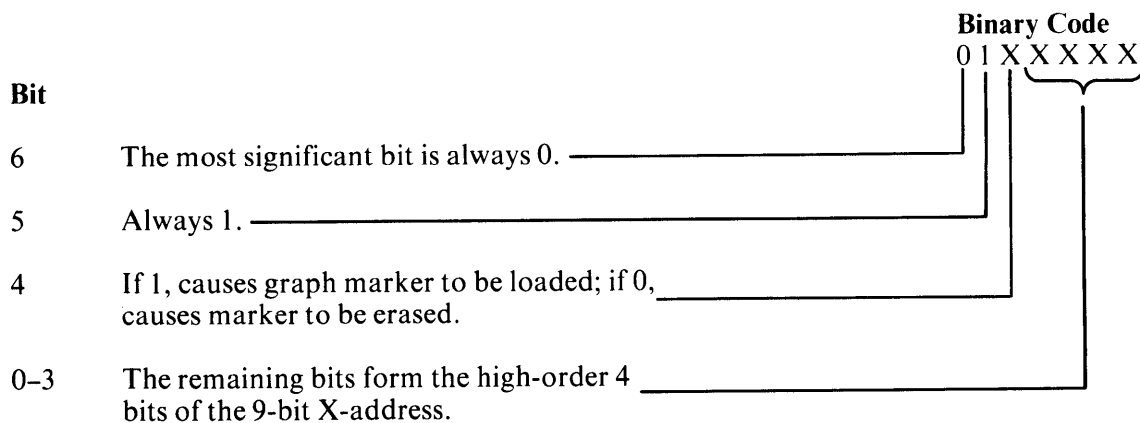 Binary Code
0 1 X X X X X
Bit
6 The most significant bit is always 0.
5 Always 1.
4 If 1, causes graph marker to be loaded; if 0,
causes marker to be erased.
0–3 The remaining bits form the high-order 4
bits of the 9-bit X-address.